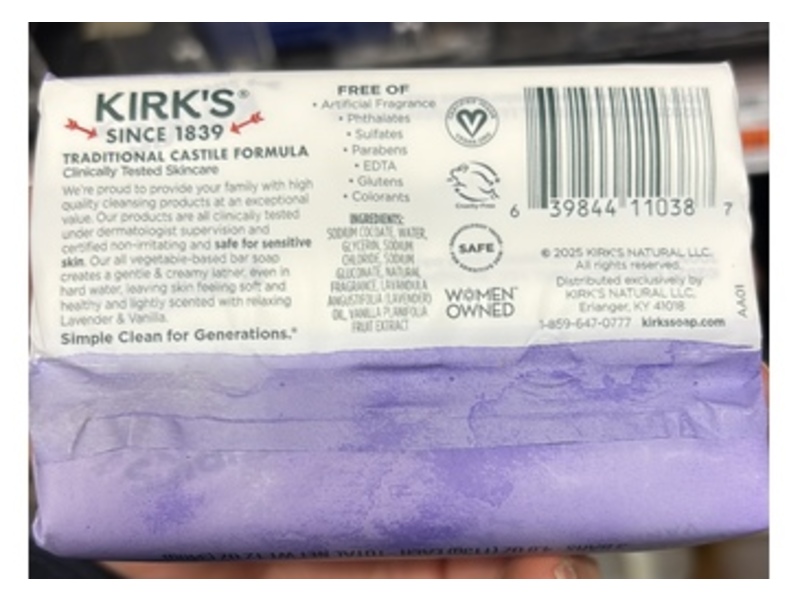 KIRK'S®
SINCE 1839
TRADITIONAL CASTILE FORMULA
Clinically Tested Skincare
We're proud to provide your family with high
quality cleansing products at an exceptional
value. Our products are all clinically tested
under dermatologist supervision and
certified non-irritating and safe for sensitive
skin. Our all vegetable-based bar soap
creates a gentle & creamy lather, even in
hard water, leaving skin feeling soft and
healthy and lightly scented with relaxing
Lavender & Vanilla.
Simple Clean for Generations.®
FREE OF
• Artificial Fragrance
• Phthalates
• Sulfates
• Parabens
• EDTA
• Glutens
• Colorants
INGREDIENTS:
SODIUM COCOATE, WATER,
GLYCERIN, SODIUM
CHLORIDE, SODIUM
GLUCONATE, NATURAL
FRAGRANCE, LAVANDULA
ANGUSTIFOLIA (LAVENDER)
OIL, VANILLA PLANIFOLIA
FRUIT EXTRACT
Cruelty-Free
SAFE
WOMEN
OWNED
6 39844 11038 7
© 2025 KIRK'S NATURAL LLC.
All rights reserved.
Distributed exclusively by
KIRK'S NATURAL LLC,
Erlanger, KY 41018
1-859-647-0777 kirkssoap.com
AA01